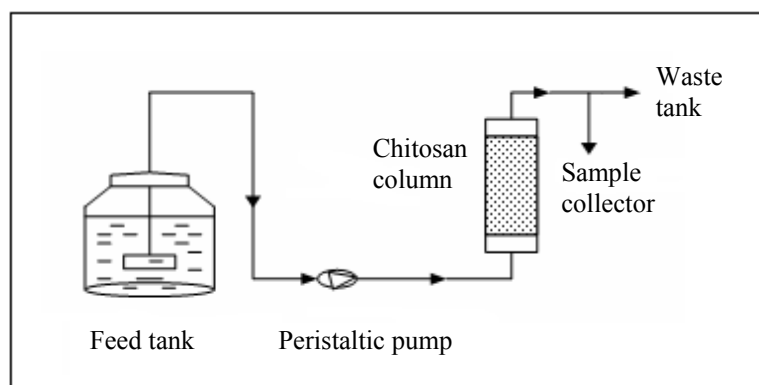 Waste
tank
Chitosan
column
Sample
collector
Feed tank
Peristaltic pump